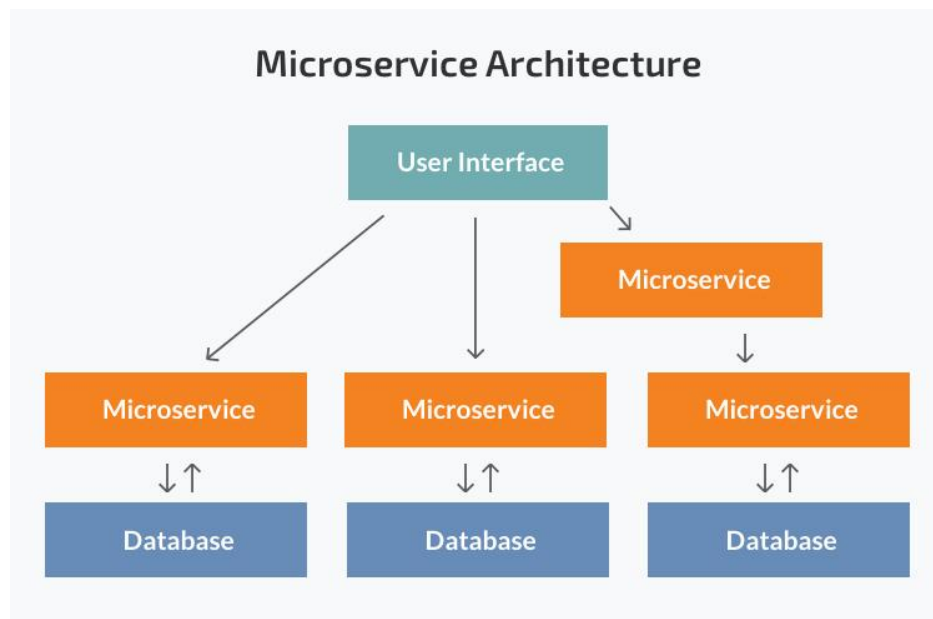 Microservice Architecture
User Interface
Microservice
Microservice
Microservice
Microservice
Database
Database
Database